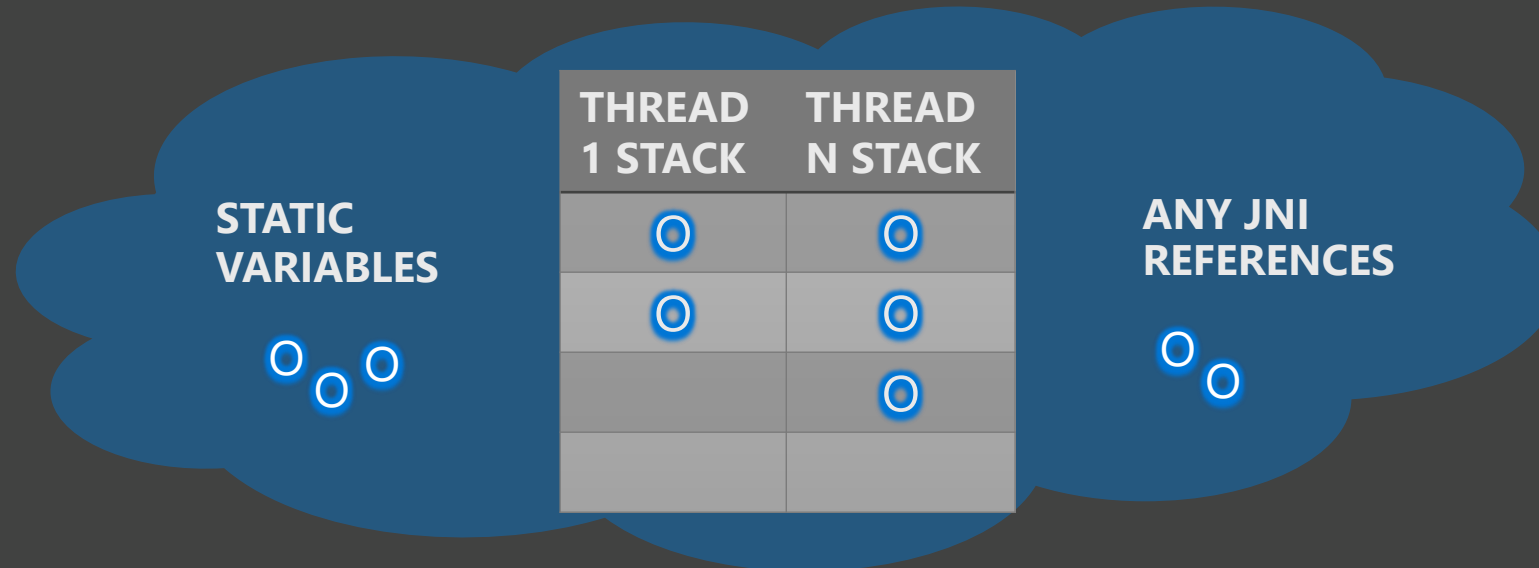 THREAD
1 STACK
THREAD
N STACK
STATIC
VARIABLES
O O O
O O
O O
O
ANY JNI
REFERENCES
O O